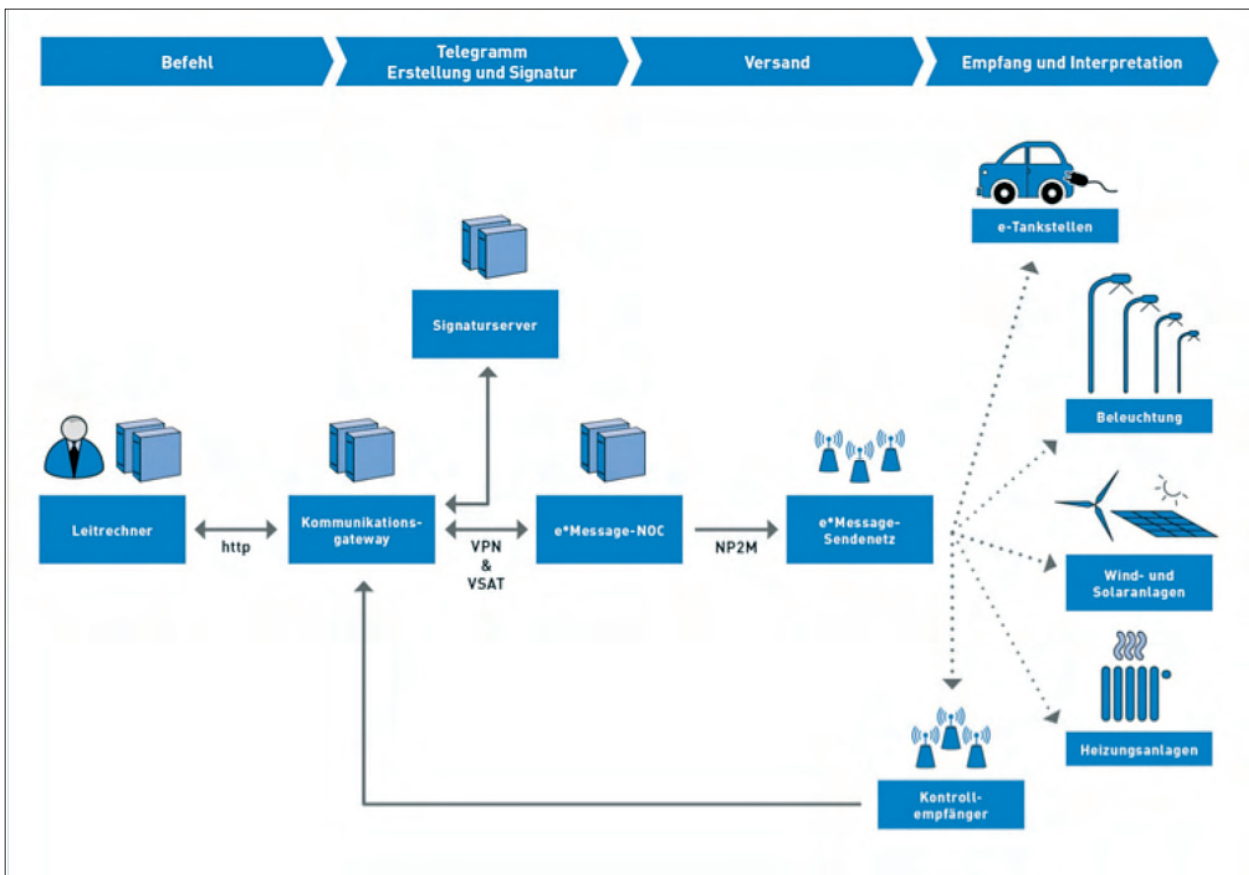 Befehl
Telegramm
Erstellung und Signatur
Versand
Empfang und Interpretation
e-Tankstellen
Signaturserver
Beleuchtung
Leitrechner
http
Kommunikations-
gateway
VPN
&
VSAT
e*Message-NOC
NP2M
e*Message-
Sendenetz
Wind- und
Solaranlagen
Heizungsanlagen
Kontroll-
empfänger